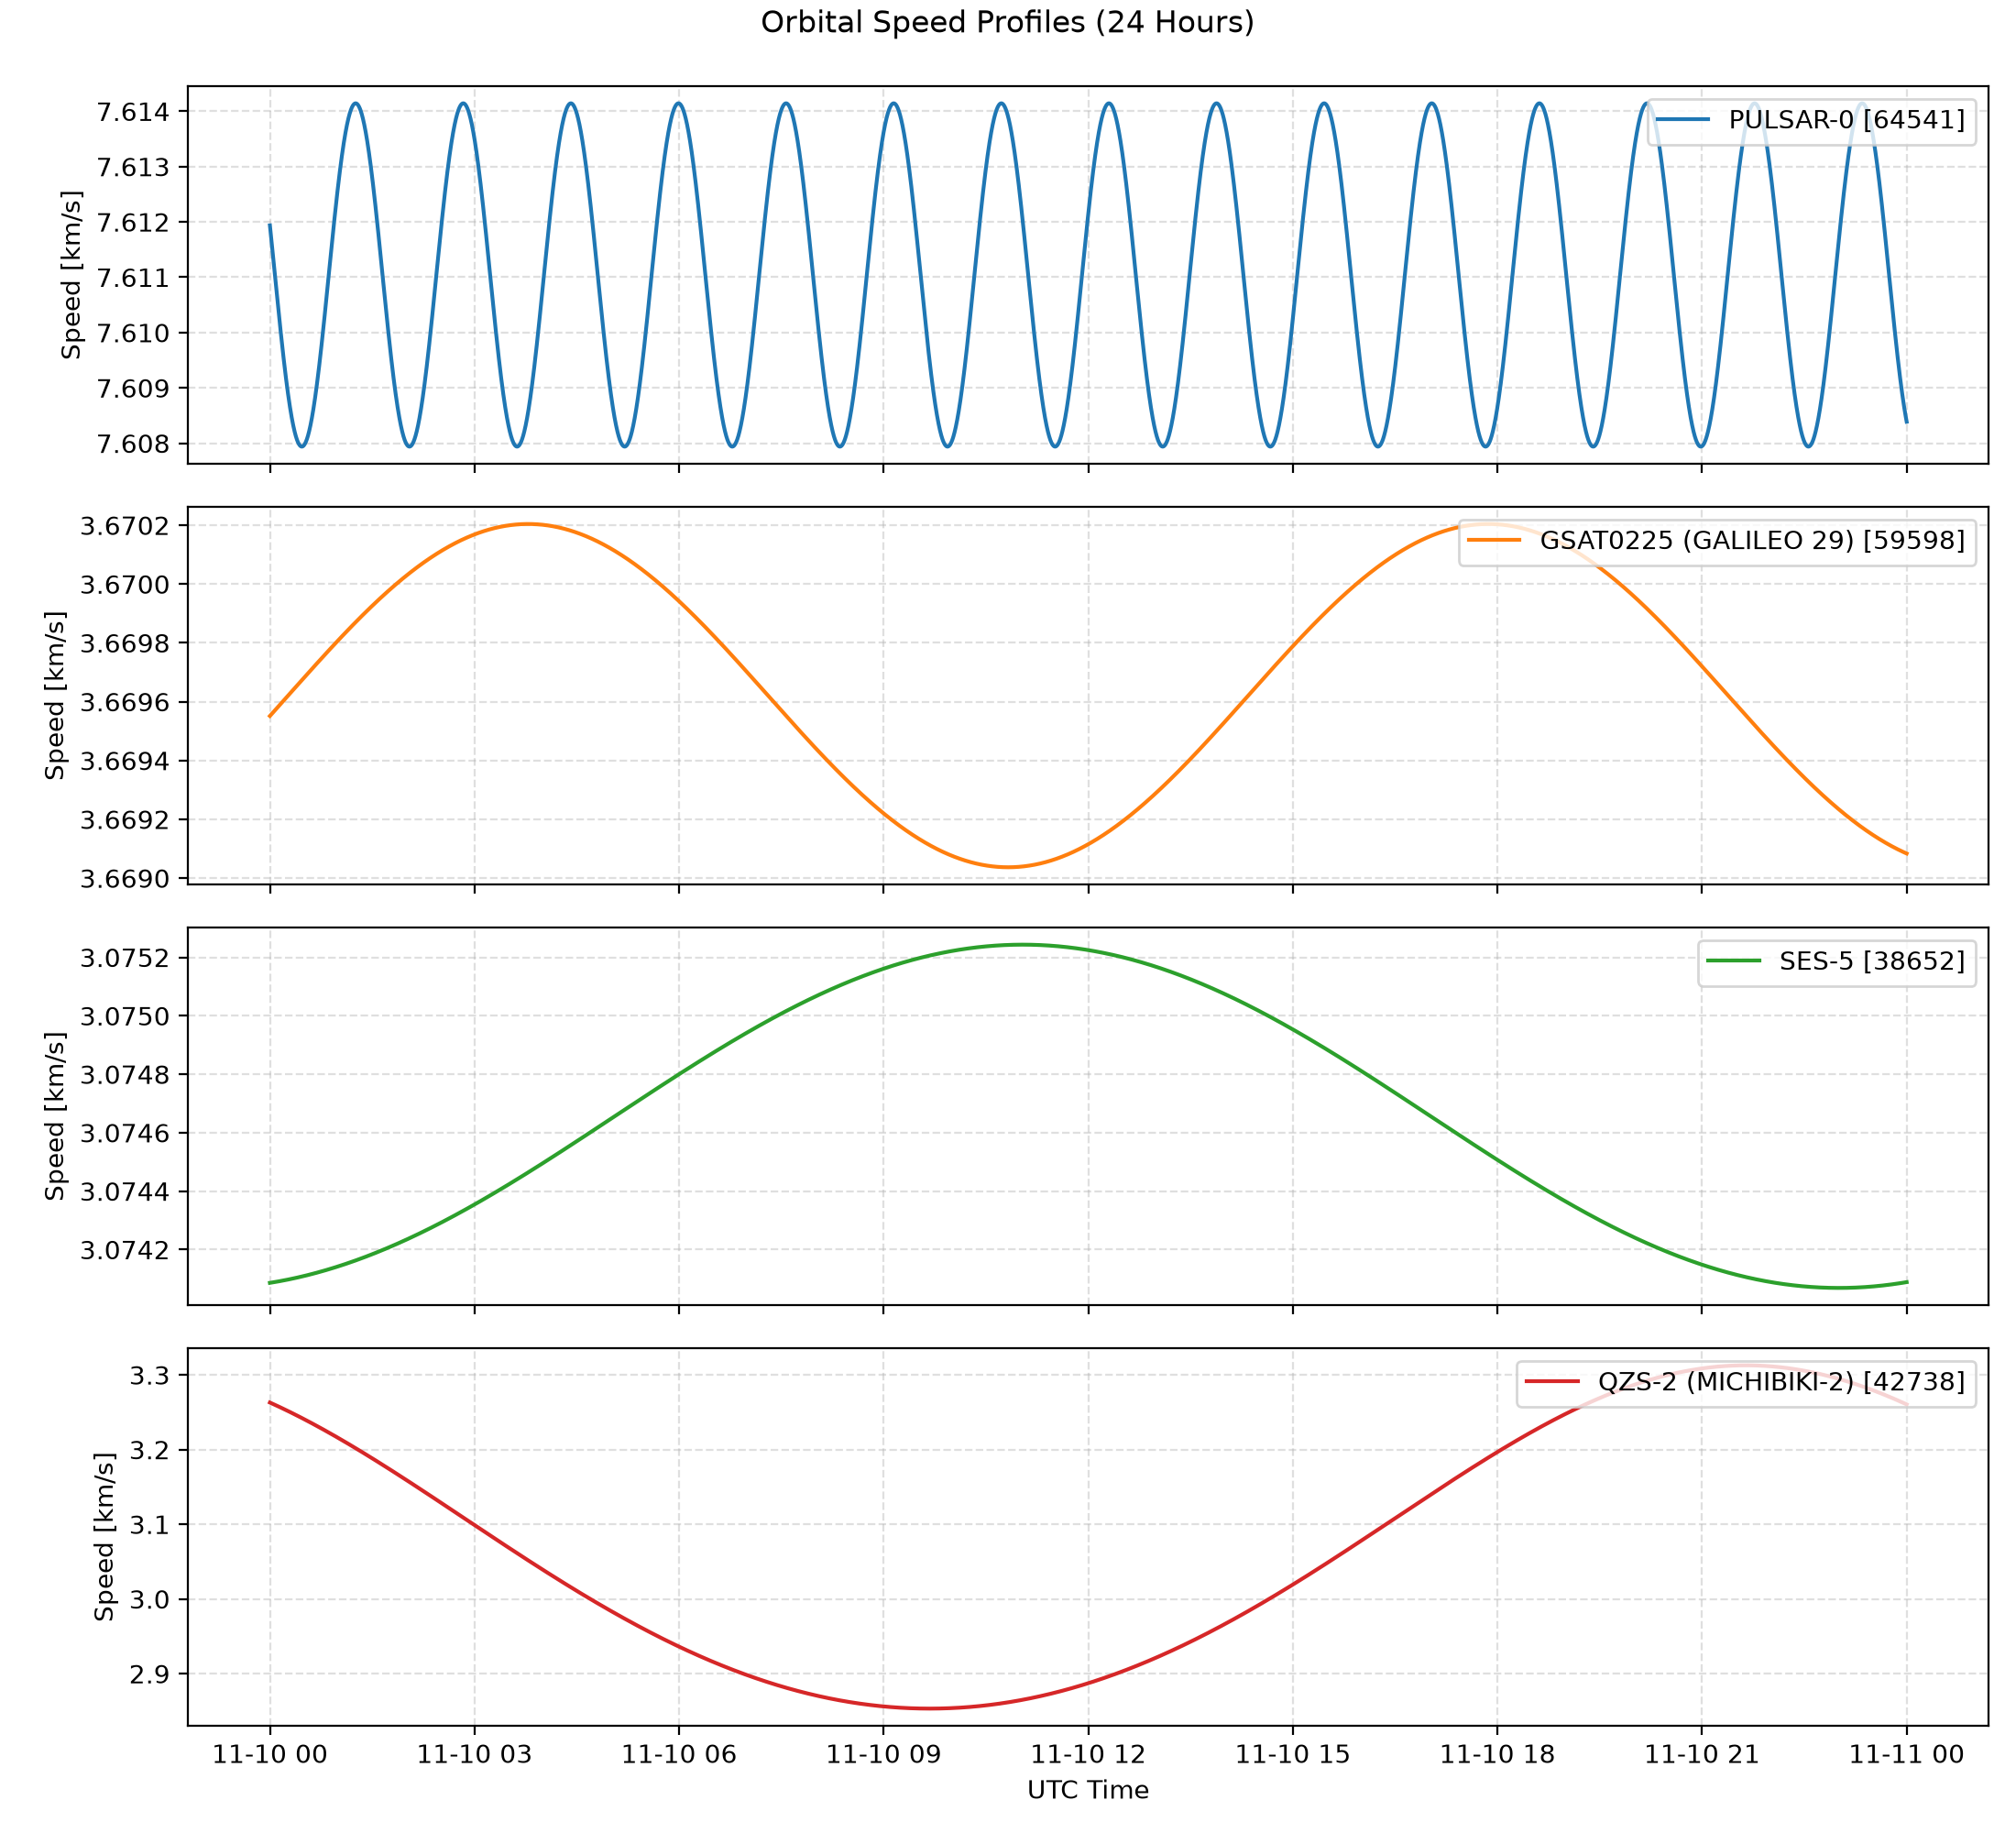 Orbital Speed Profiles (24 Hours)
Speed [km/s]
7.614
7.613
7.612
7.611
7.610
7.609
7.608
PULSAR-0 [64541]
Speed [km/s]
3.6702
3.6700
3.6698
3.6696
3.6694
3.6692
3.6690
GSAT0225 (GALILEO 29) [59598]
Speed [km/s]
3.0752
3.0750
3.0748
3.0746
3.0744
3.0742
SES-5 [38652]
Speed [km/s]
3.3
3.2
3.1
3.0
2.9
QZS-2 (MICHIBIKI-2) [42738]
11-10 00 11-10 03 11-10 06 11-10 09 11-10 12 11-10 15 11-10 18 11-10 21 11-11 00
UTC Time